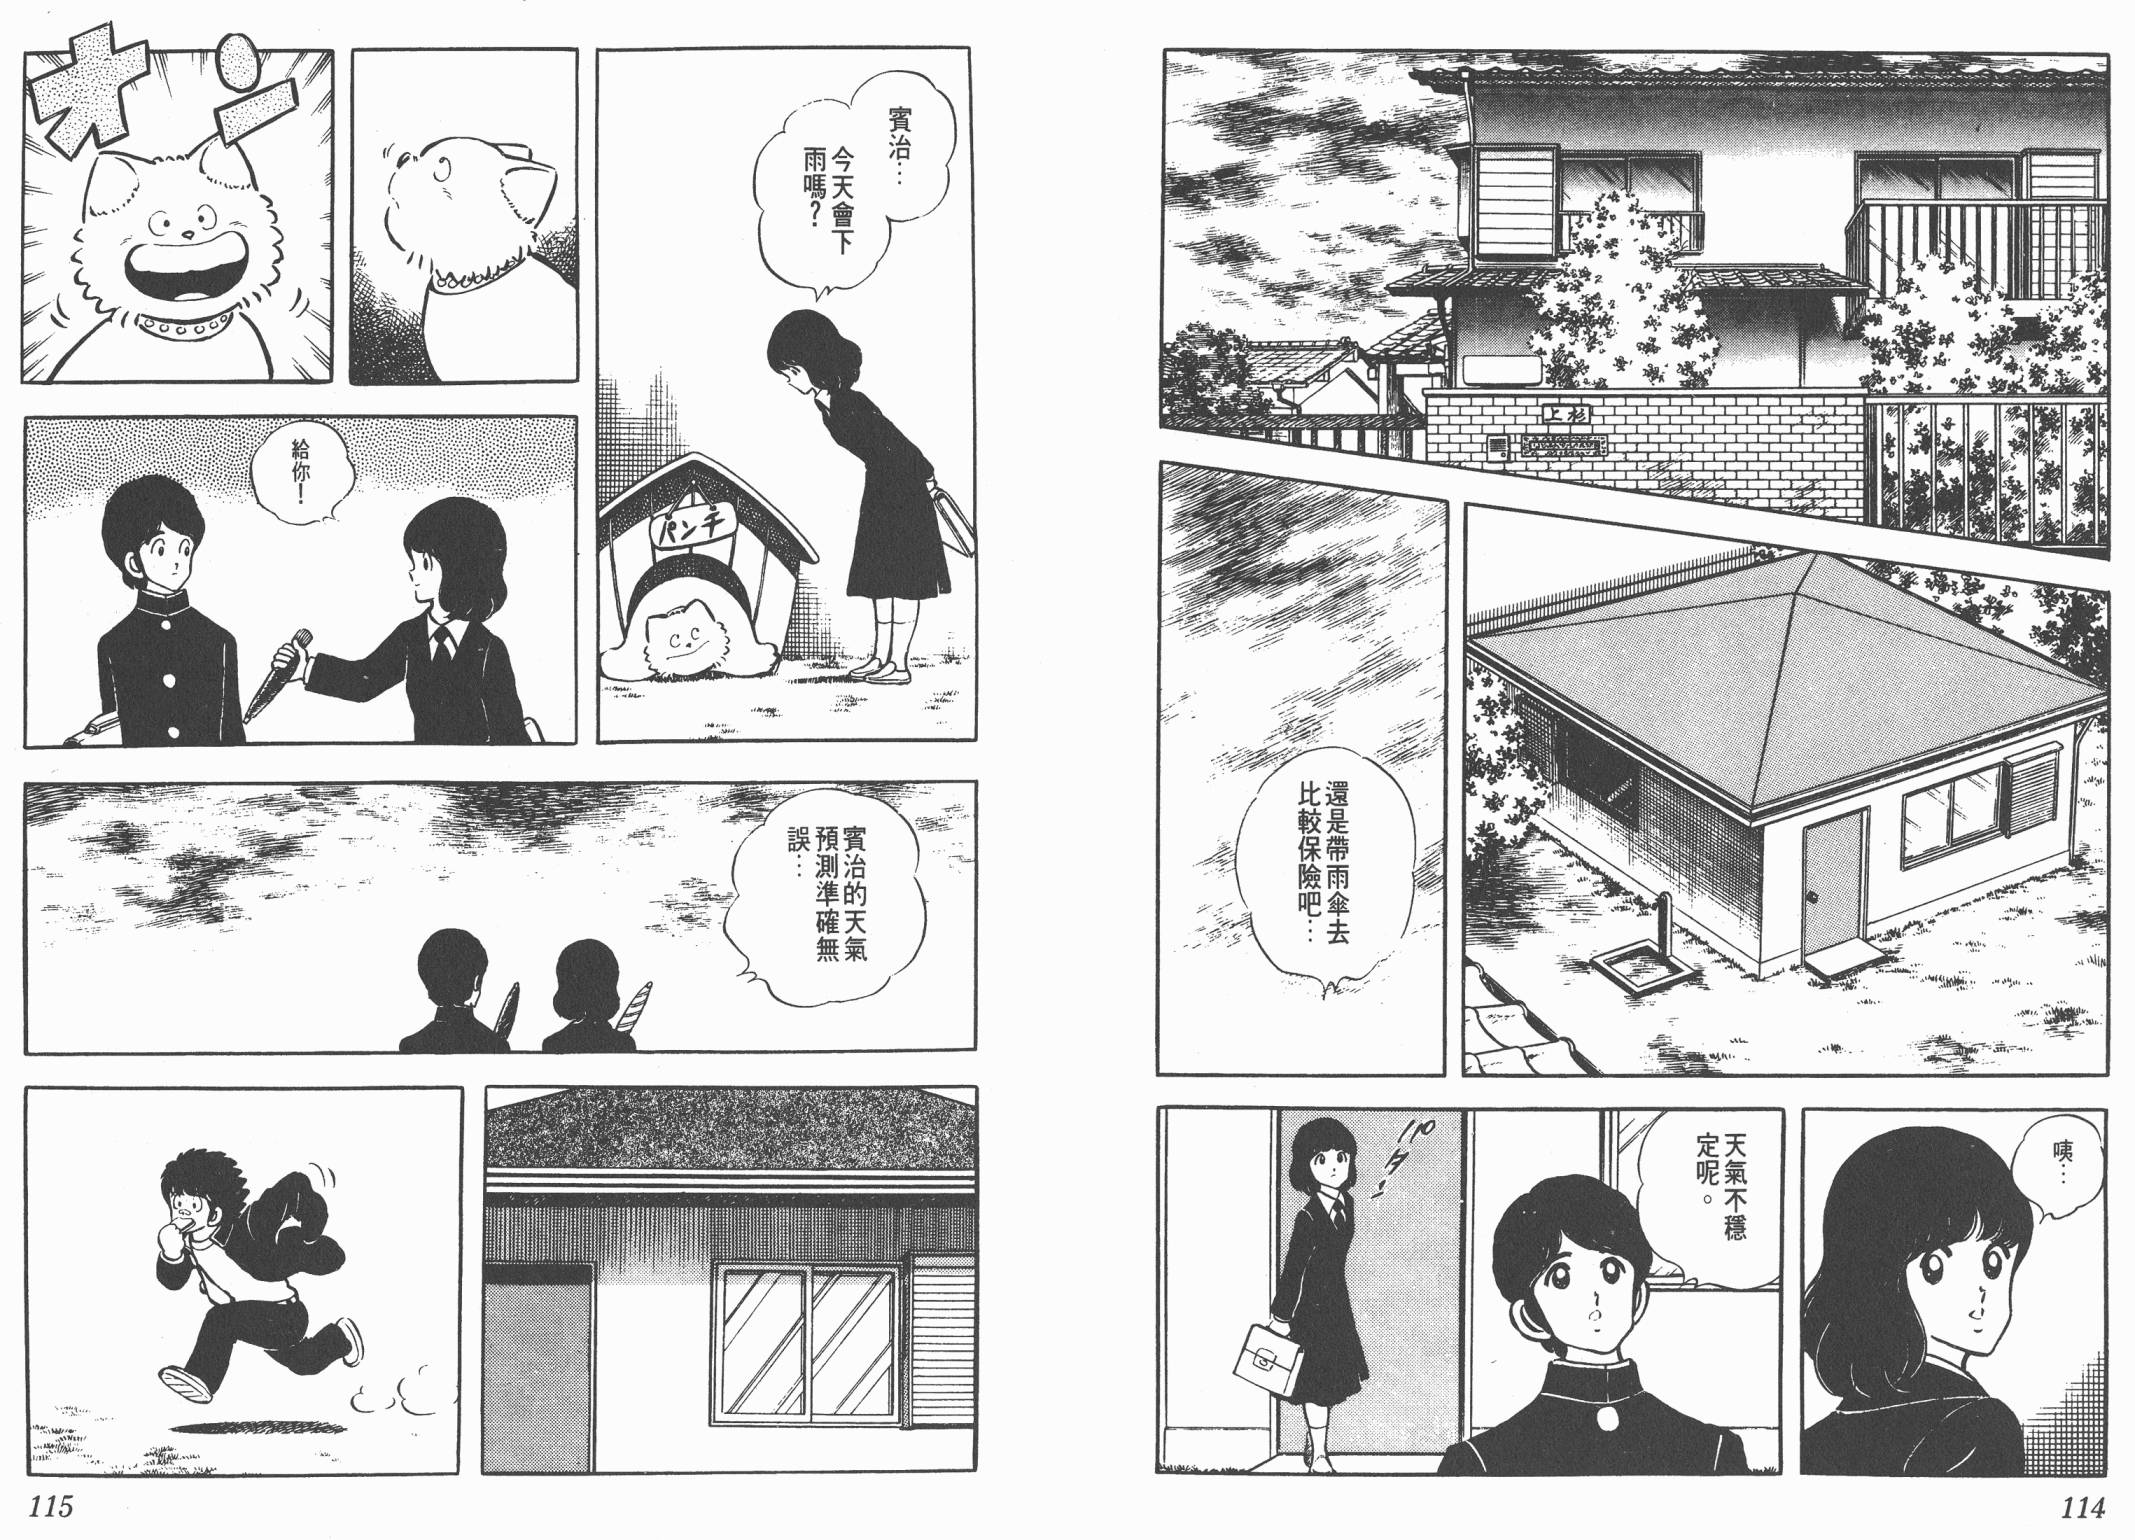 上杉
還是帶雨傘去
比較保險吧…
咦…
天氣不穩
定呢。
バタ…
賓治…
今天會下
雨嗎?
パンチ
オン
給你!
賓治的天氣
預測準確無
誤…
114
115